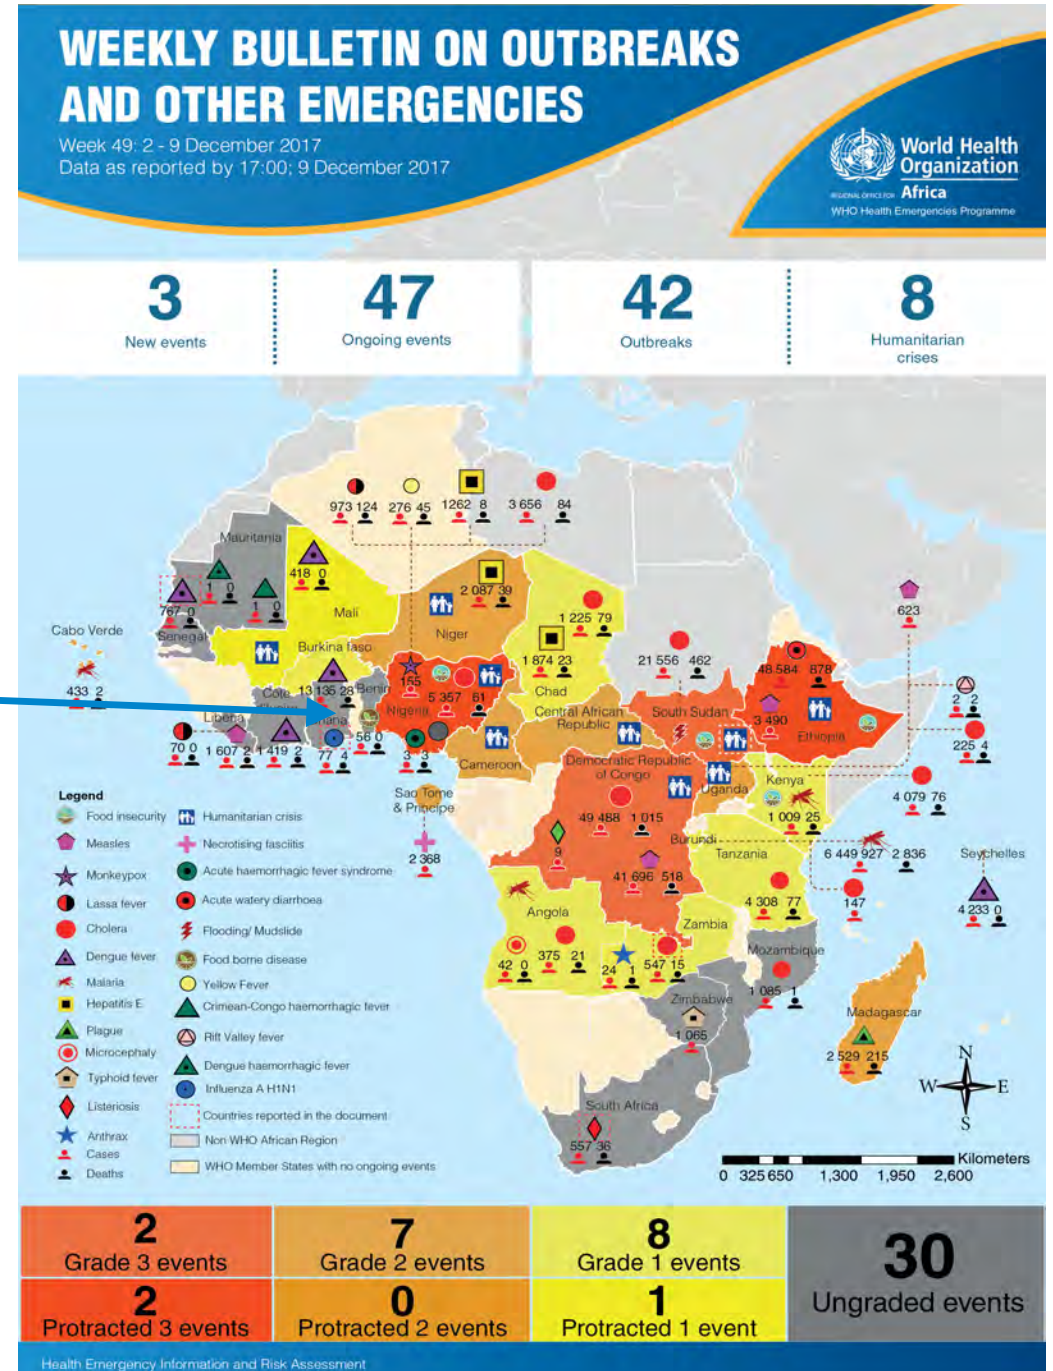 WEEKLY BULLETIN ON OUTBREAKS
AND OTHER EMERGENCIES
Week 49: 2 - 9 December 2017
Data as reported by 17:00; 9 December 2017
World Health
Organization
REGIONAL OFFICE FOR Africa
WHO Health Emergencies Programme
3
New events
47
Ongoing events
42
Outbreaks
8
Humanitarian
crises
973 124
276 45
1262 8
3 656 84
Mauritania
418 0
1 0
1 0
767 0
Senegal
Mali
2 087 39
Niger
1 225 79
1 874 23
Chad
21 556 462
623
48 584 878
Cabo Verde
433 2
Burkina faso
13 135 28
Benin
155
5 357 61
Nigeria
Central African
Republic
South Sudan
3 490
Ethiopia
2 2
225 4
Liberia
Cote
70 0
1 607 2
1 419 2
77 4
56 0
3 3
Cameroon
Democratic Republic
of Congo
Uganda
Kenya
4 079 76
1 009 25
Sao Tome
& Principe
2 368
49 488 1 015
9
Burundi
Tanzania
6 449 927 2 836
Seychelles
41 696 518
147
4 233 0
4 308 77
Angola
Zambia
42 0
375 21
24 1
547 15
Mozambique
1 085 1
Zimbabwe
1 065
Madagascar
2 529 215
South Africa
557 36
Legend
Food insecurity
Humanitarian crisis
Measles
Necrotising fasciitis
Monkeypox
Acute haemorrhagic fever syndrome
Lassa fever
Acute watery diarrhoea
Cholera
Flooding/ Mudslide
Dengue fever
Food borne disease
Malaria
Yellow Fever
Hepatitis E
Crimean-Congo haemorrhagic fever
Plague
Rift Valley fever
Microcephaly
Dengue haemorrhagic fever
Typhoid fever
Influenza A H1N1
Listeriosis
Countries reported in the document
Anthrax
Non WHO African Region
Cases
WHO Member States with no ongoing events
Deaths
N
W E
S
Kilometers
0 325 650 1,300 1,950 2,600
2
Grade 3 events
7
Grade 2 events
8
Grade 1 events
30
Ungraded events
2
Protracted 3 events
0
Protracted 2 events
1
Protracted 1 event
Health Emergency Information and Risk Assessment